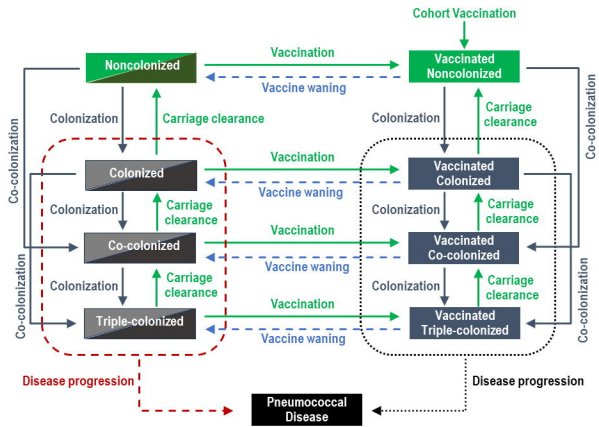 Cohort Vaccination
Noncolonized
Vaccination
Vaccine waning
Vaccinated
Noncolonized
Colonization
Carriage clearance
Colonization
Carriage
clearance
Co-colonization
Co-colonization
Colonized
Vaccination
Vaccine waning
Vaccinated
Colonized
Colonization
Carriage
clearance
Colonization
Carriage
clearance
Co-colonized
Vaccination
Vaccine waning
Vaccinated
Co-colonized
Co-colonization
Co-colonization
Colonization
Carriage
clearance
Colonization
Carriage
clearance
Triple-colonized
Vaccination
Vaccine waning
Vaccinated
Triple-colonized
Disease progression
Disease progression
Pneumococcal
Disease